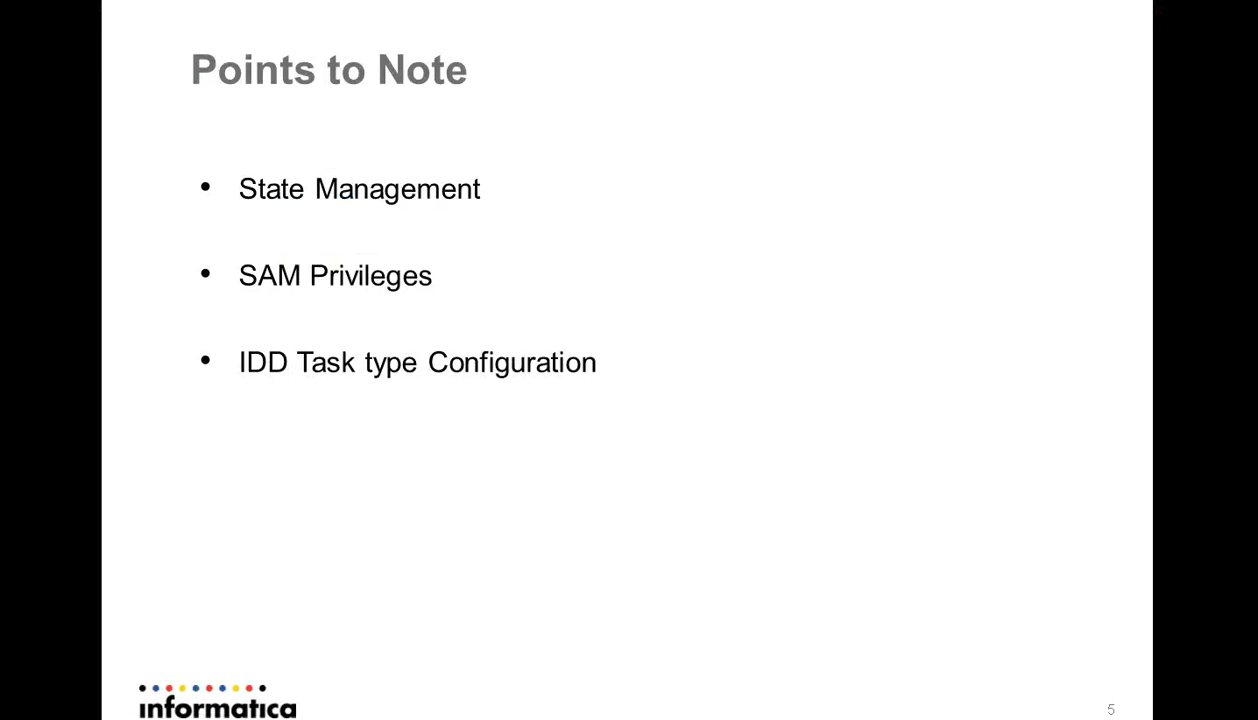 Points to Note
• State Management
• SAM Privileges
• IDD Task type Configuration
informatica
5